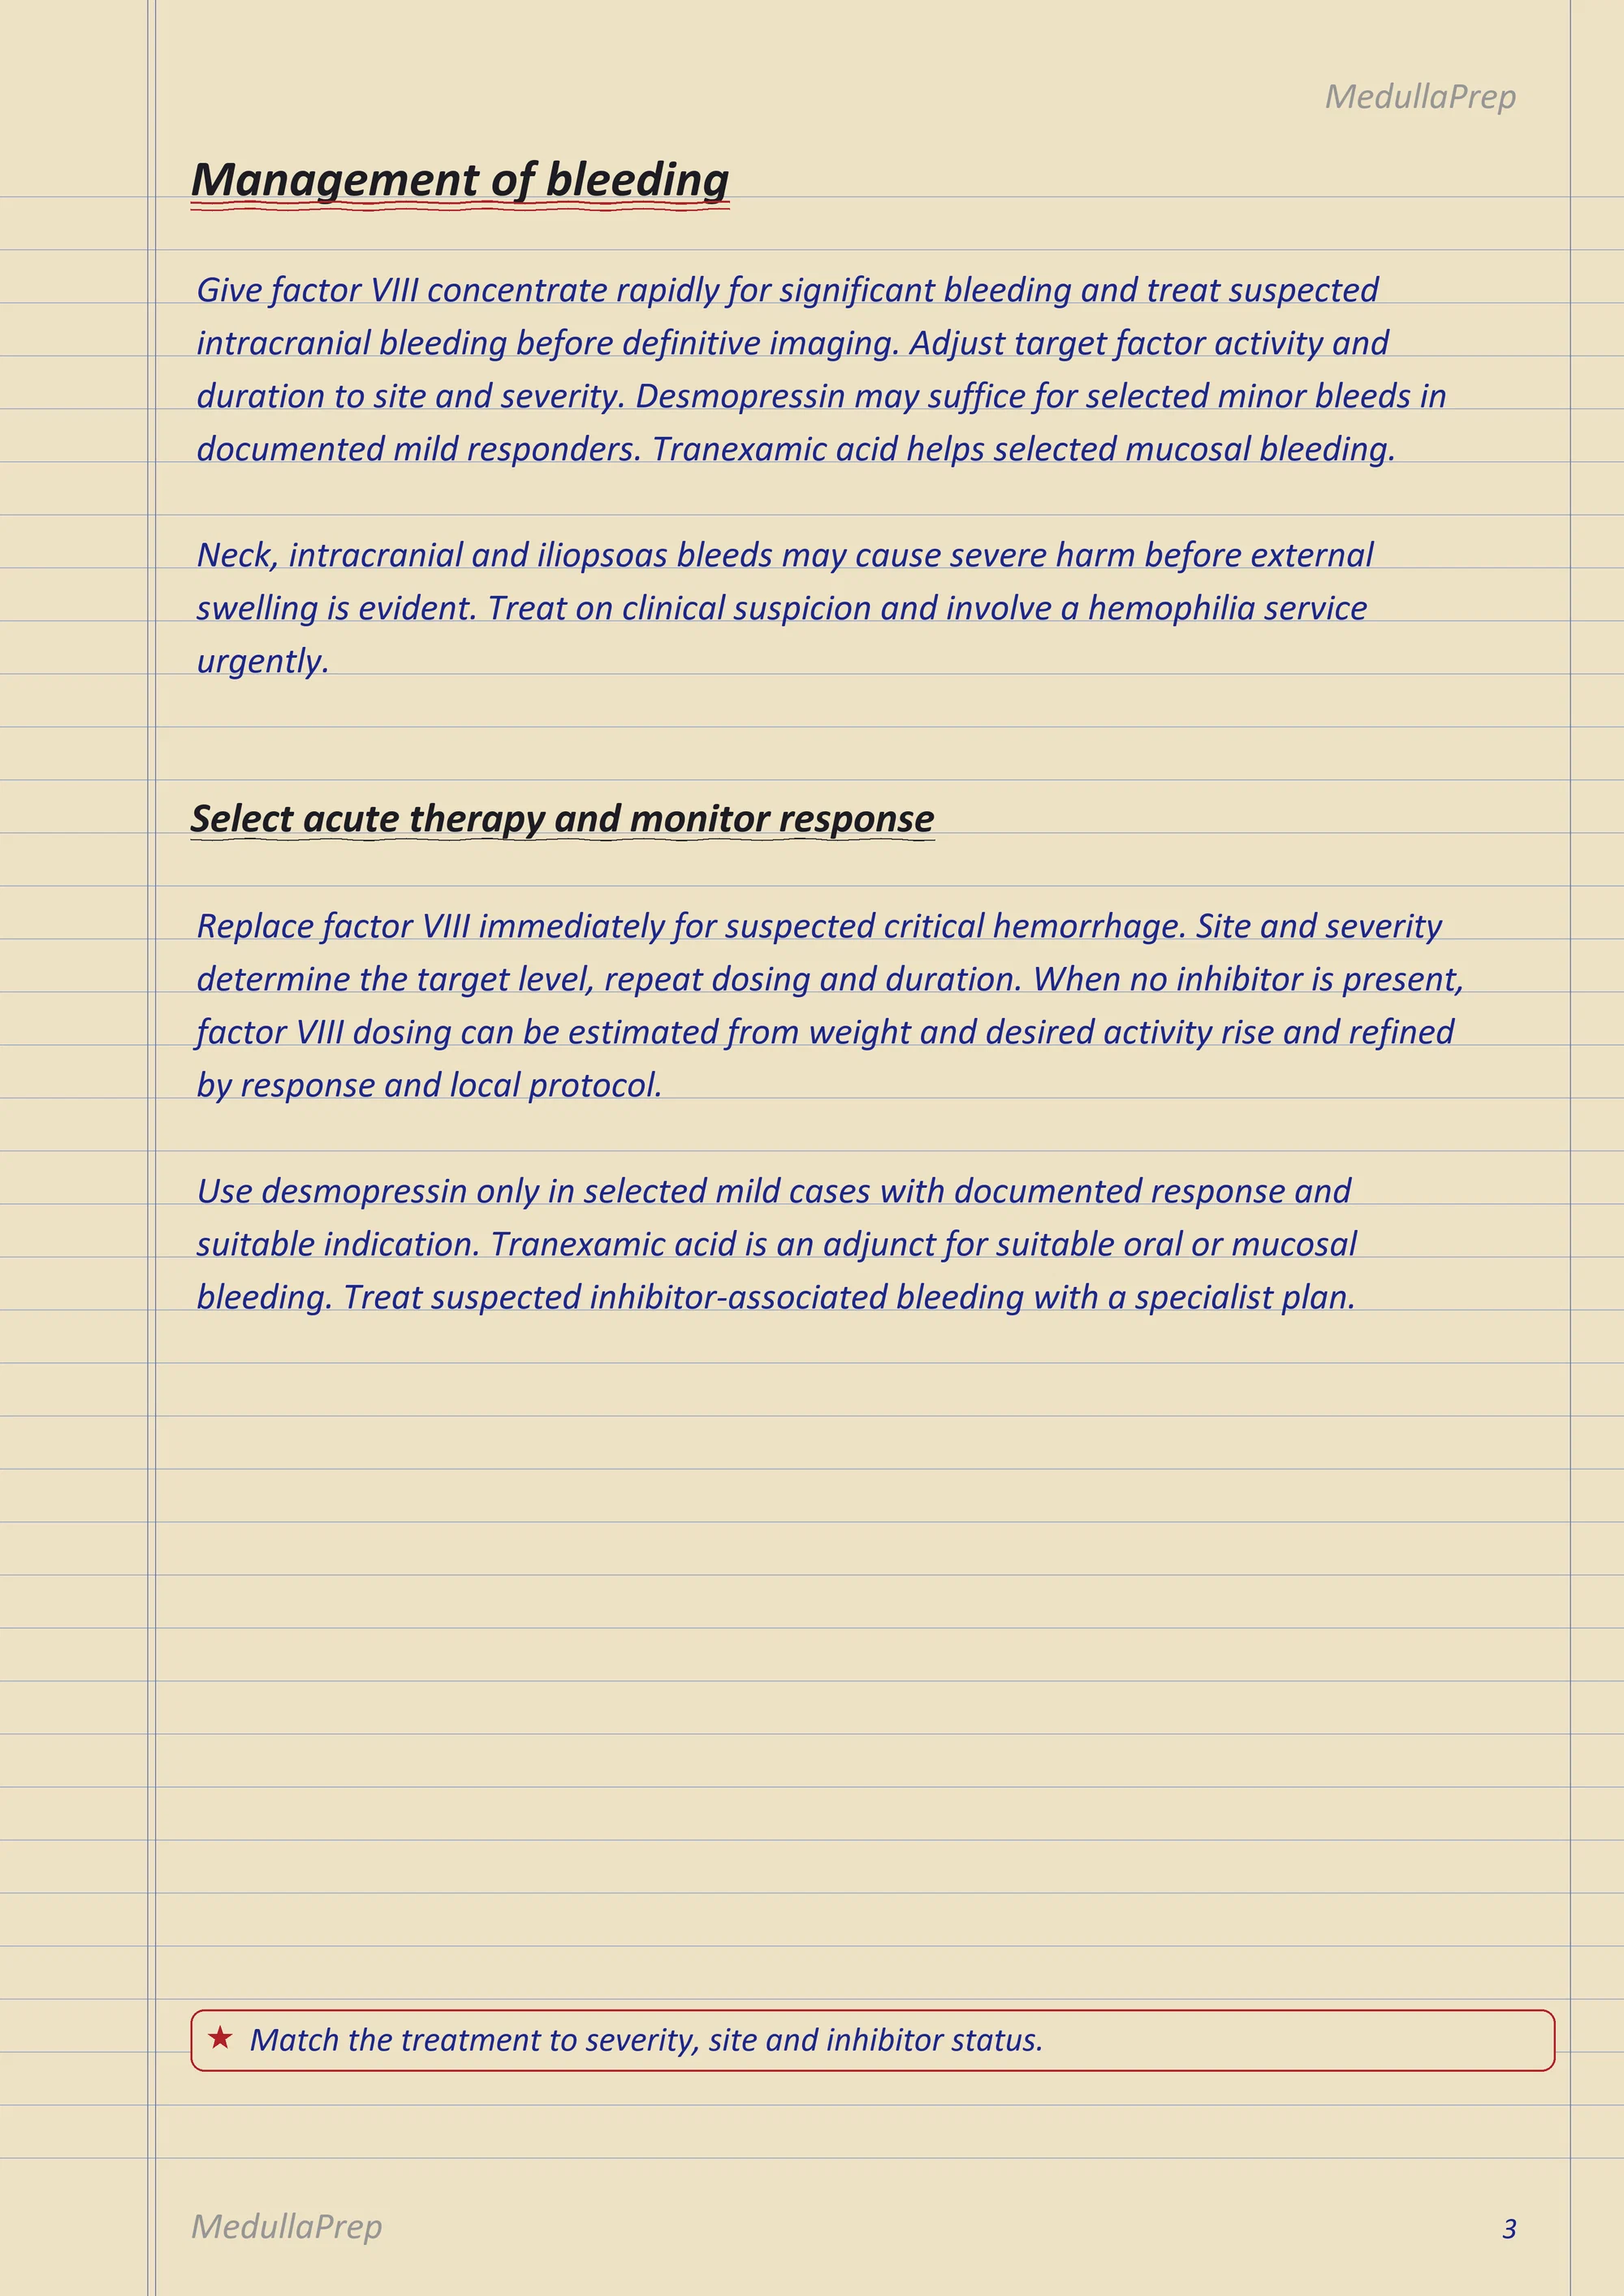 MedullaPrep
Management of bleeding
Give factor VIII concentrate rapidly for significant bleeding and treat suspected
intracranial bleeding before definitive imaging. Adjust target factor activity and
duration to site and severity. Desmopressin may suffice for selected minor bleeds in
documented mild responders. Tranexamic acid helps selected mucosal bleeding.
Neck, intracranial and iliopsoas bleeds may cause severe harm before external
swelling is evident. Treat on clinical suspicion and involve a hemophilia service
urgently.
Select acute therapy and monitor response
Replace factor VIII immediately for suspected critical hemorrhage. Site and severity
determine the target level, repeat dosing and duration. When no inhibitor is present,
factor VIII dosing can be estimated from weight and desired activity rise and refined
by response and local protocol.
Use desmopressin only in selected mild cases with documented response and
suitable indication. Tranexamic acid is an adjunct for suitable oral or mucosal
bleeding. Treat suspected inhibitor-associated bleeding with a specialist plan.
★ Match the treatment to severity, site and inhibitor status.
MedullaPrep
3